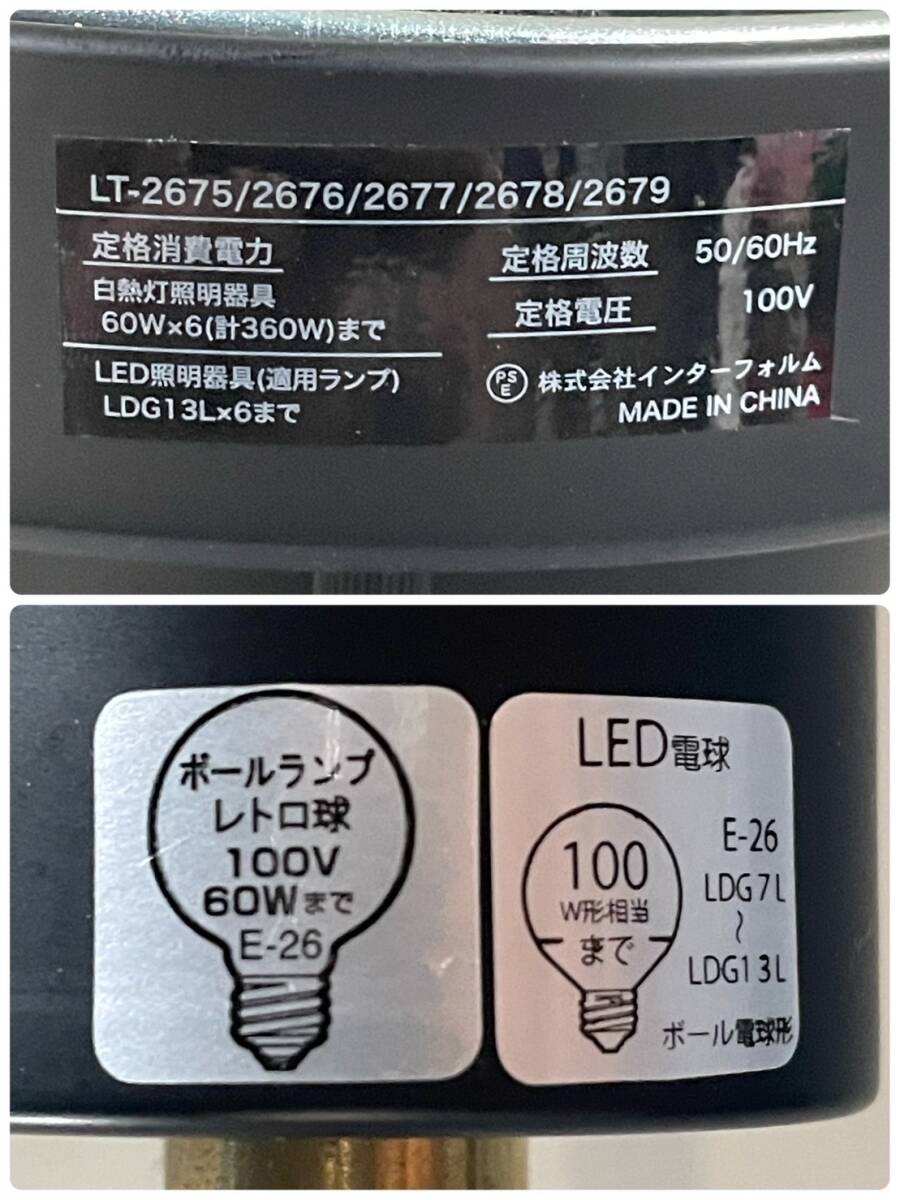 LT-2675/2676/2677/2678/2679
定格消費電力
白熱灯照明器具
60W×6(計360W)まで
LED照明器具(適用ランプ)
LDG13L×6まで
定格周波数 50/60Hz
定格電圧 100V
PS
E 株式会社インターフォルム
MADE IN CHINA
ボールランプ
レトロ球
100V
60Wまで
E-26
LED電球
100
W形相当
まで
E-26
LDG7L
~
LDG13L
ボール電球形